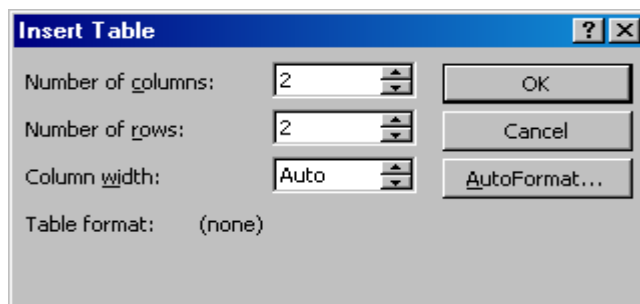 Insert Table
Number of columns: 2 OK
Number of rows: 2 Cancel
Column width: Auto AutoFormat...
Table format: (none)